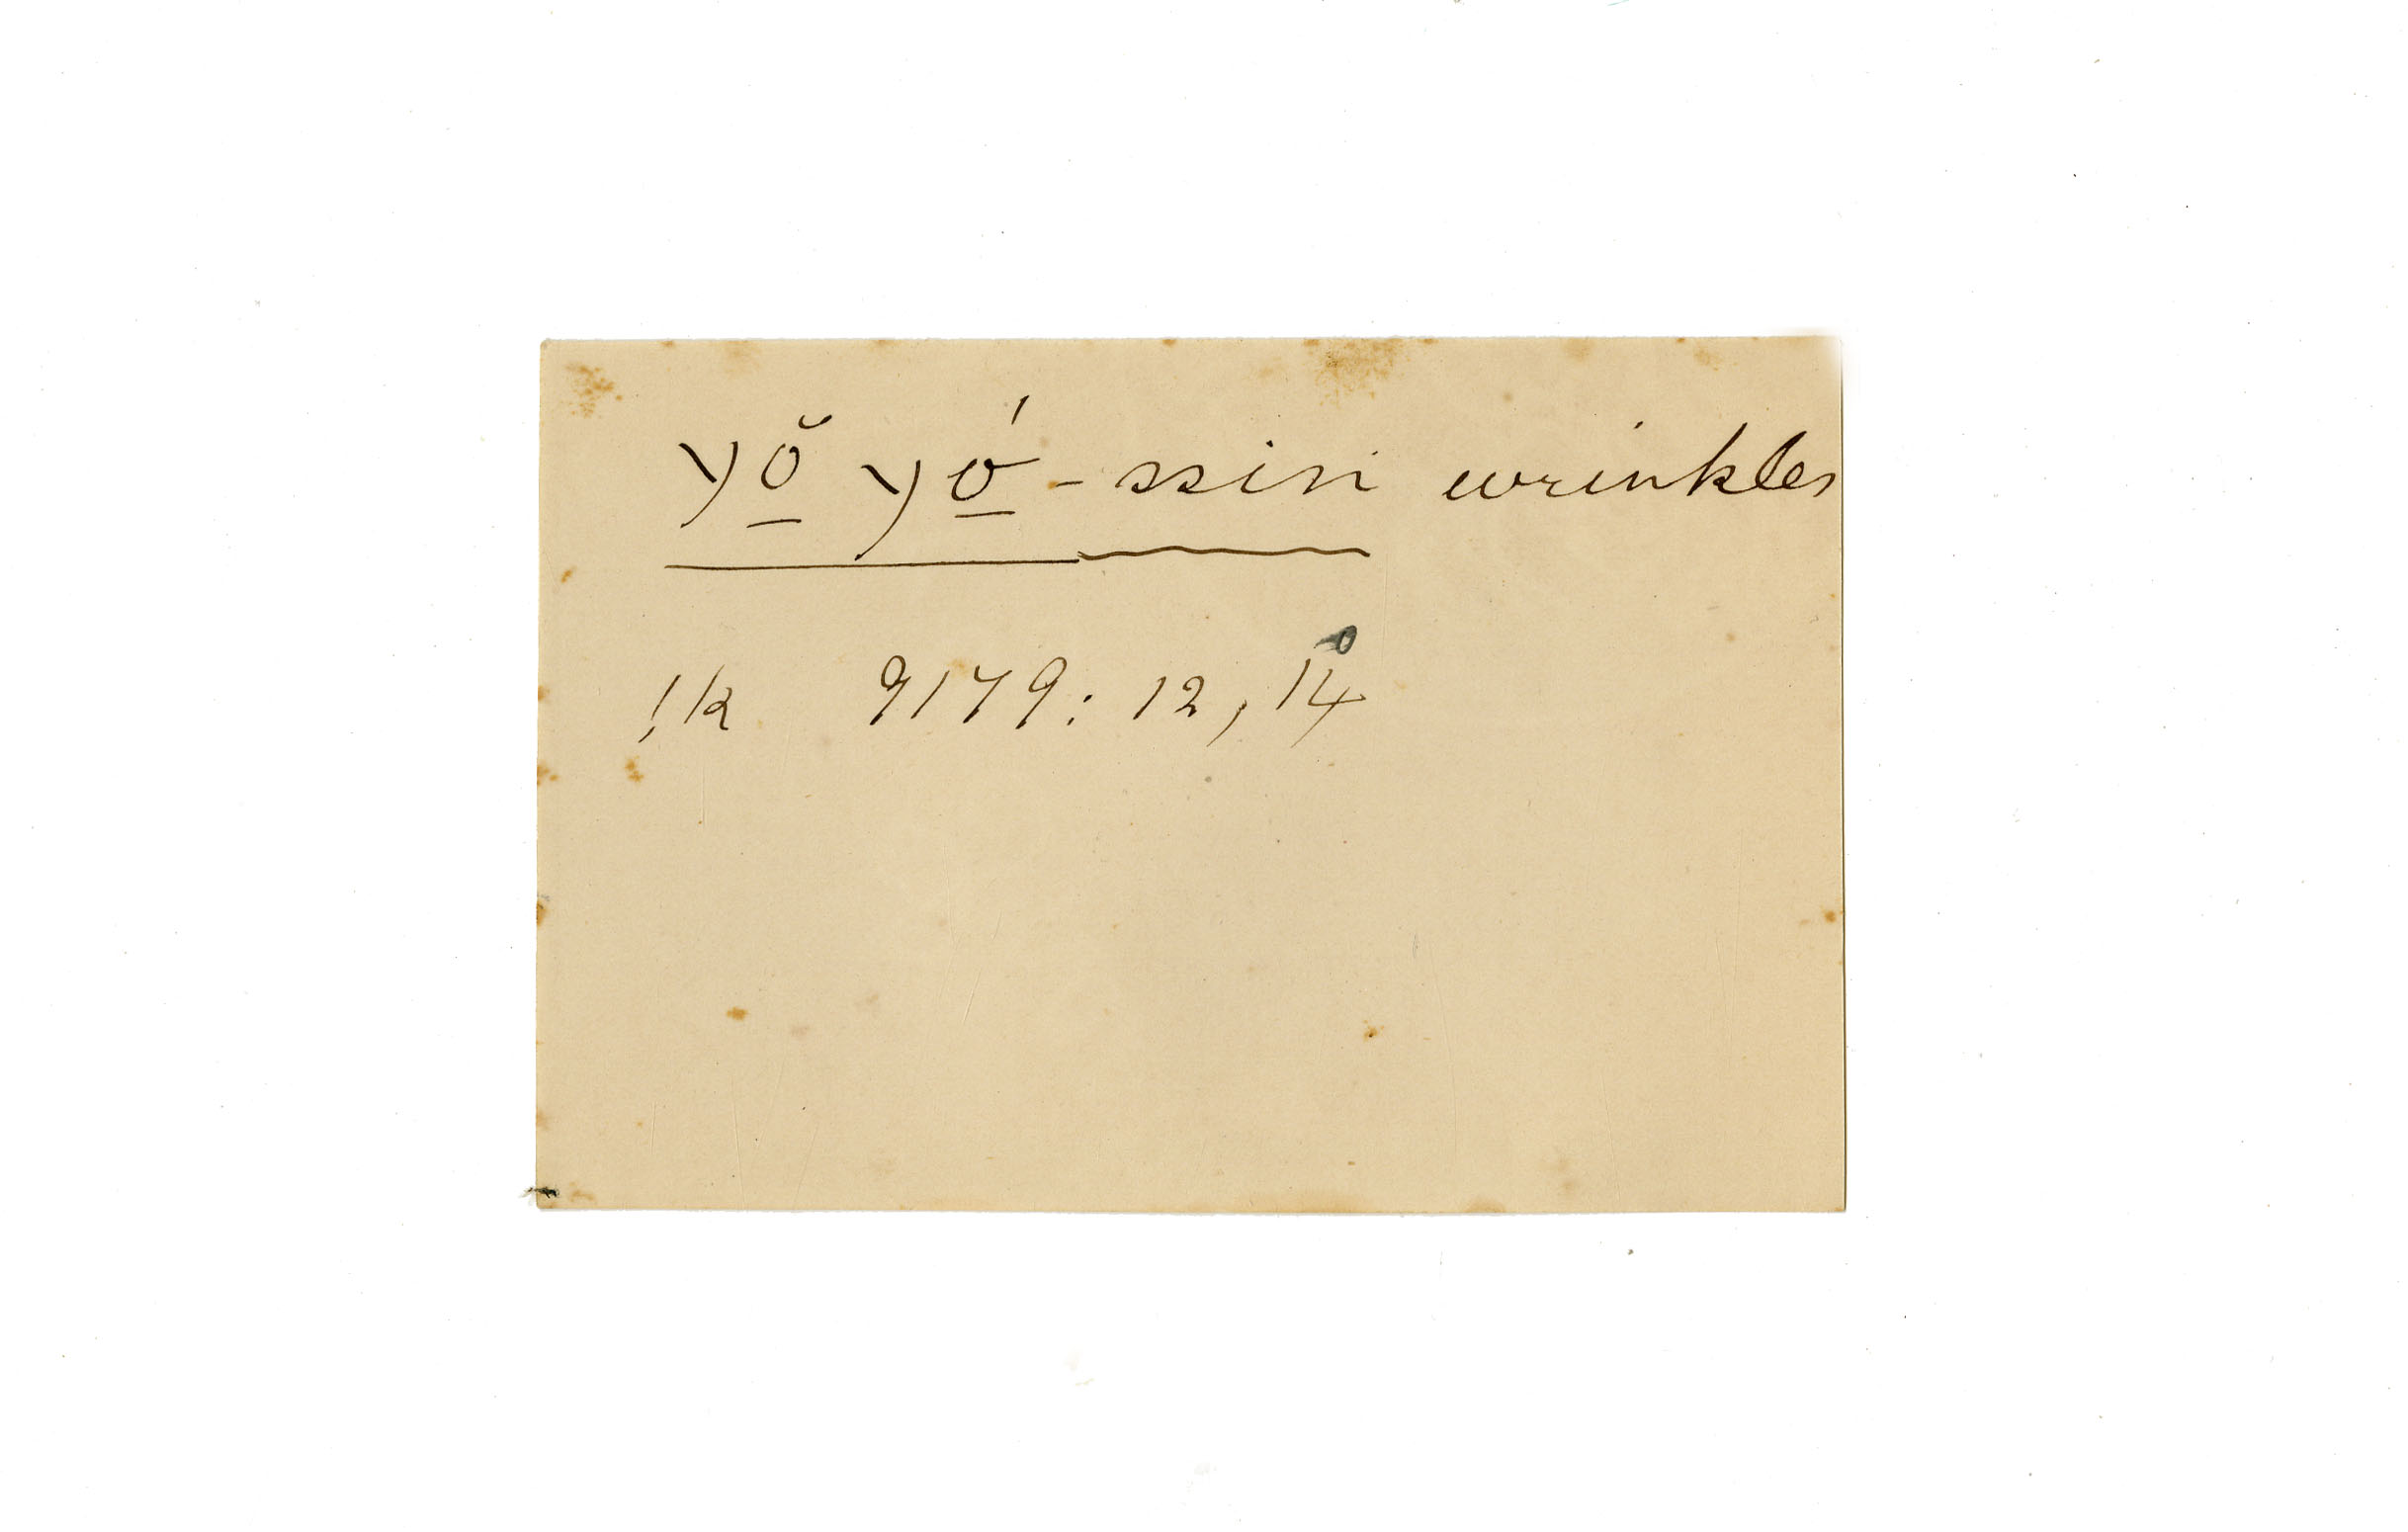 yŏ̱ yó̱-ssin wrinkles
!k 9179: 12, 14